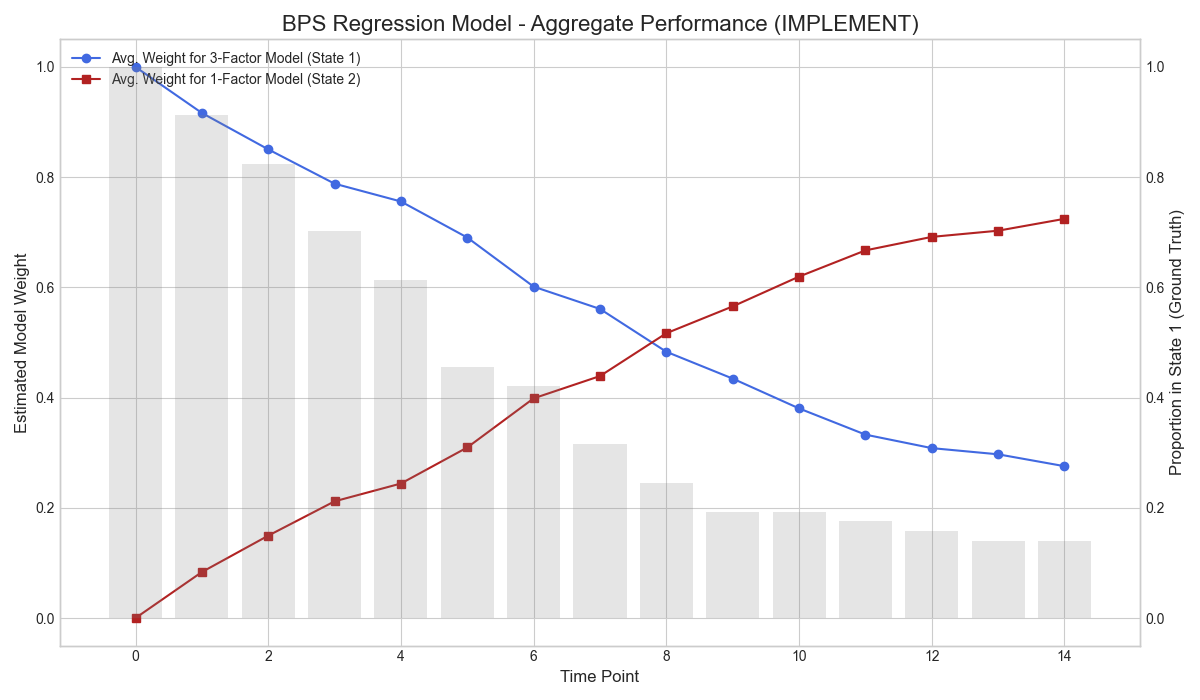 BPS Regression Model - Aggregate Performance (IMPLEMENT)
Avg. Weight for 3-Factor Model (State 1)
Avg. Weight for 1-Factor Model (State 2)
Estimated Model Weight
1.0
0.8
0.6
0.4
0.2
0.0
1.0
0.8
0.6
0.4
0.2
0.0
Proportion in State 1 (Ground Truth)
0 2 4 6 8 10 12 14
Time Point